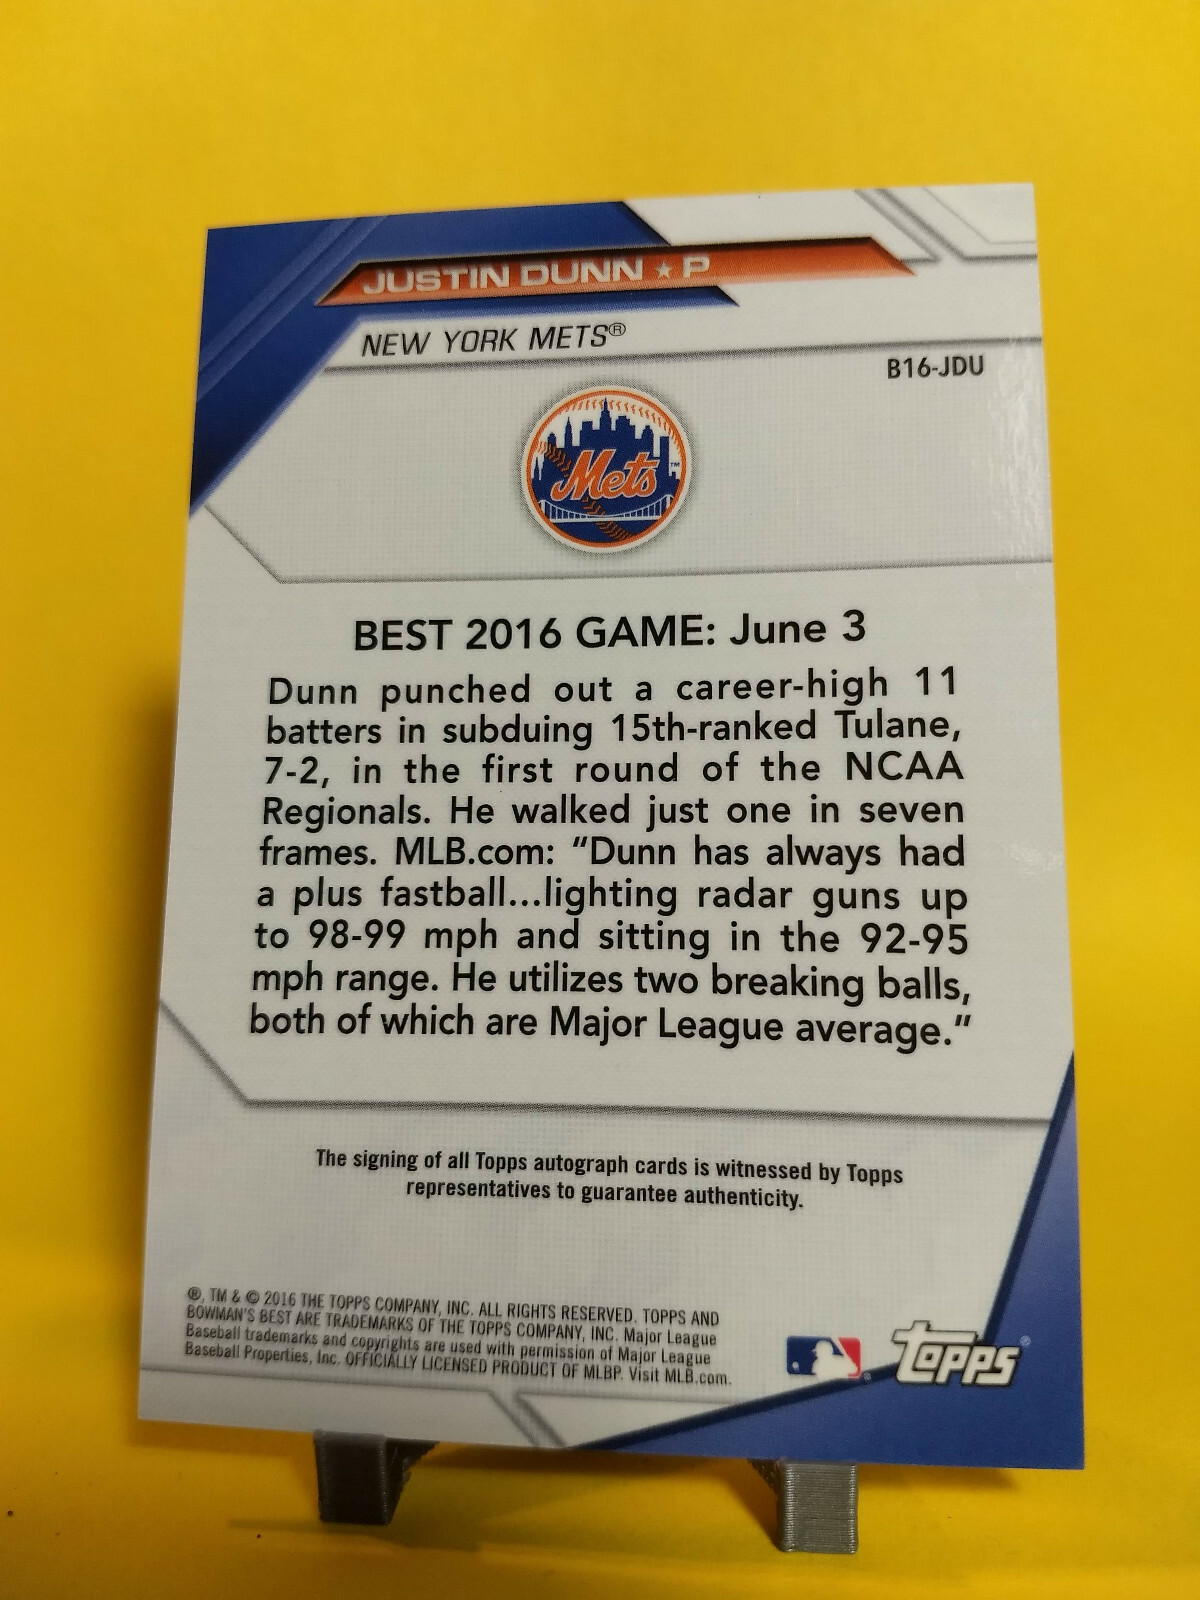 JUSTIN DUNN ★ P
NEW YORK METS®
B16-JDU
Mets™
BEST 2016 GAME: June 3
Dunn punched out a career-high 11
batters in subduing 15th-ranked Tulane,
7-2, in the first round of the NCAA
Regionals. He walked just one in seven
frames. MLB.com: “Dunn has always had
a plus fastball...lighting radar guns up
to 98-99 mph and sitting in the 92-95
mph range. He utilizes two breaking balls,
both of which are Major League average.”
The signing of all Topps autograph cards is witnessed by Topps
representatives to guarantee authenticity.
®, TM & © 2016 THE TOPPS COMPANY, INC. ALL RIGHTS RESERVED. TOPPS AND
BOWMAN'S BEST ARE TRADEMARKS OF THE TOPPS COMPANY, INC. Major League
Baseball trademarks and copyrights are used with permission of Major League
Baseball Properties, Inc. OFFICIALLY LICENSED PRODUCT OF MLBP. Visit MLB.com.
®
Topps®